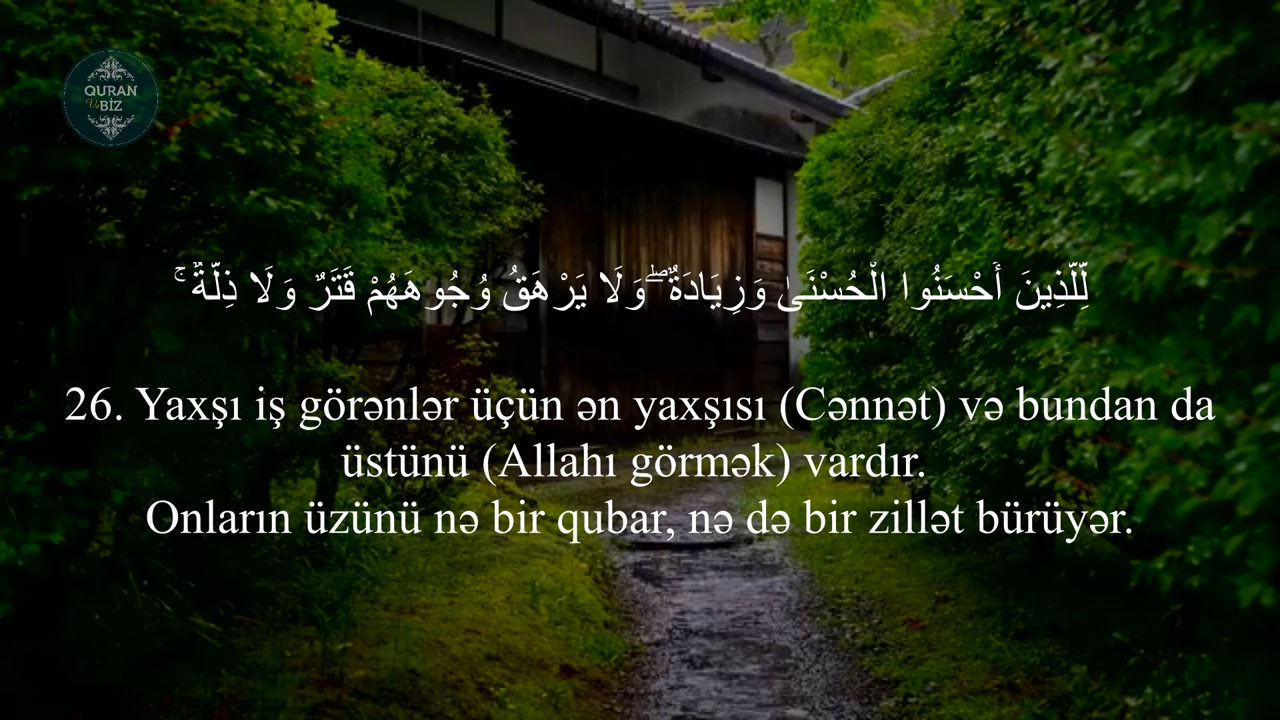 QURAN
Və BİZ
لِّلَّذِينَ أَحْسَنُوا الْحُسْنَىٰ وَزِيَادَةٌ ۖ وَلَا يَرْهَقُ وُجُوهَهُمْ قَتَرٌ وَلَا ذِلَّةٌ ۚ
26. Yaxşı iş görənlər üçün ən yaxşısı (Cənnət) və bundan da
üstünü (Allahı görmək) vardır.
Onların üzünü nə bir qubar, nə də bir zillət bürüyər.